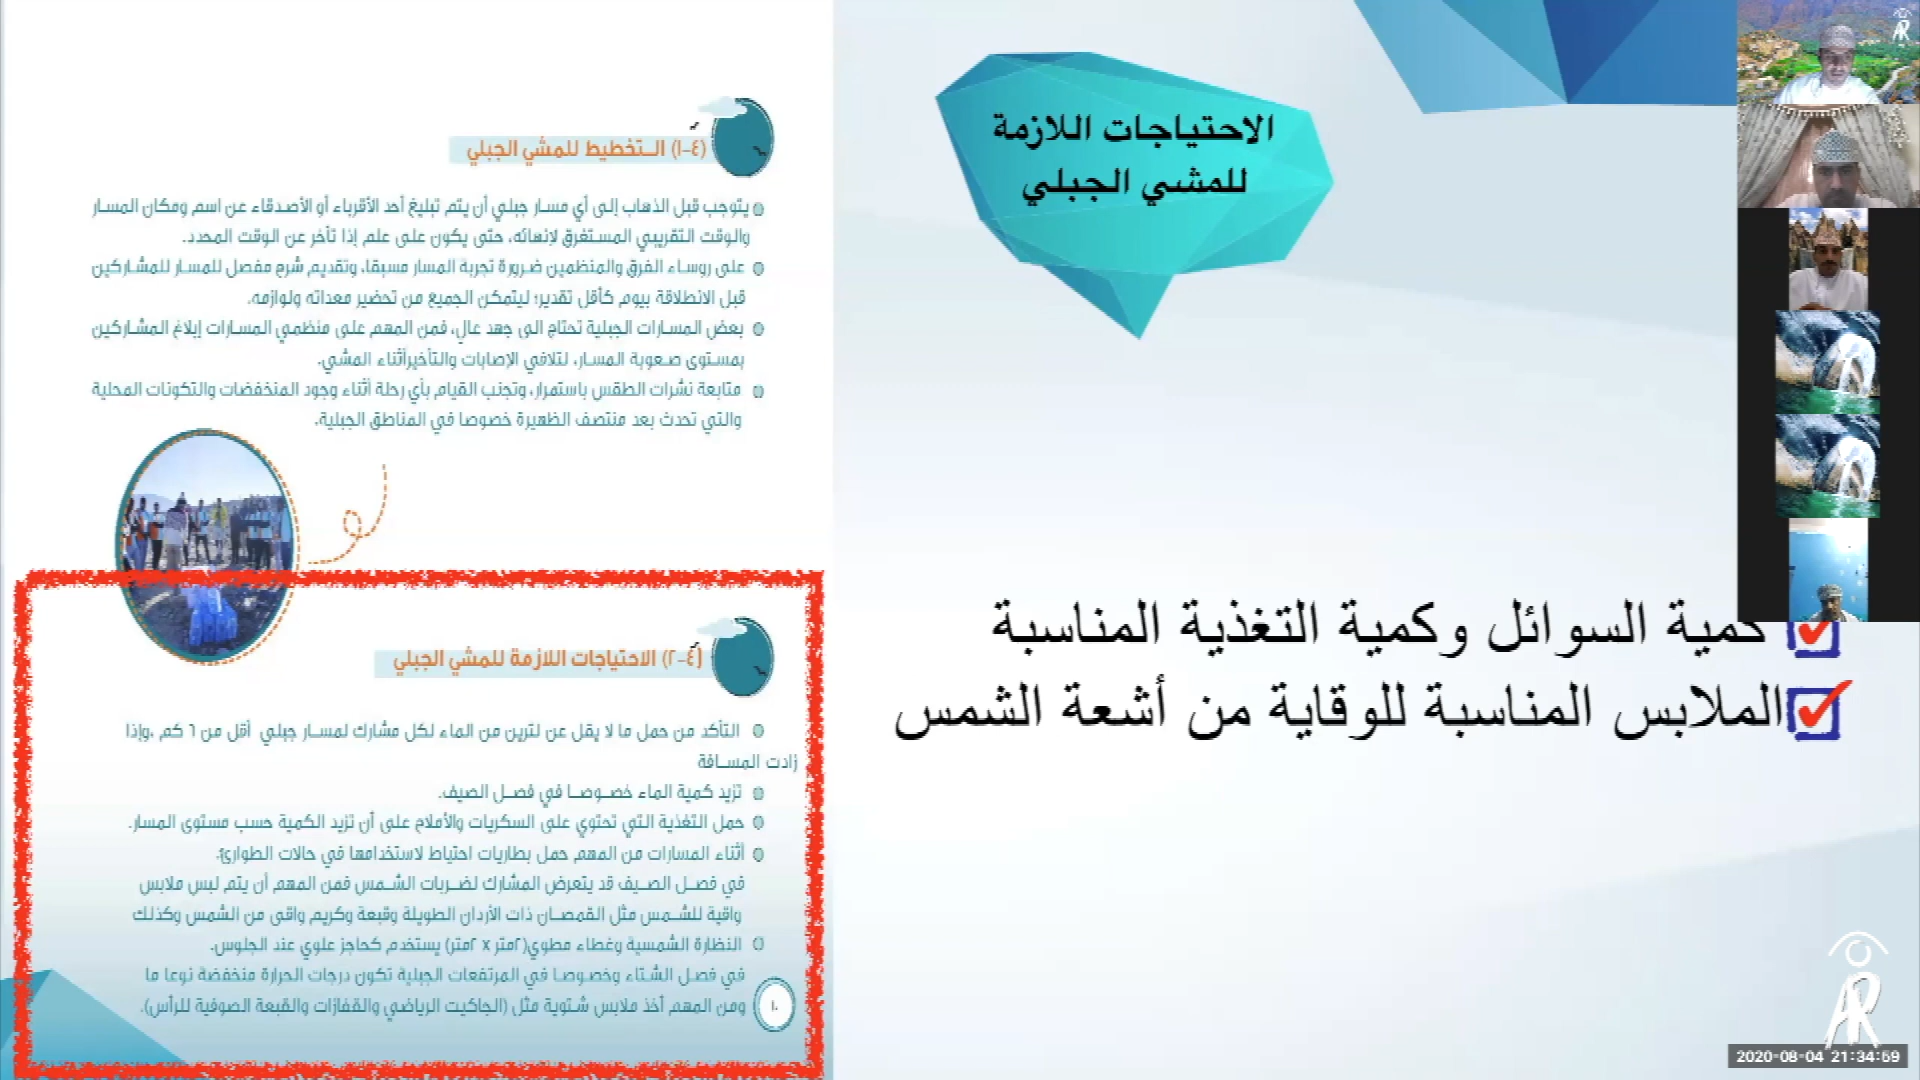 الاحتياجات اللازمة
للمشي الجبلي
كمية السوائل وكمية التغذية المناسبة
الملابس المناسبة للوقاية من أشعة الشمس
(٤-١) التخطيط للمشي الجبلي
يتوجب قبل الذهاب إلى أي مسار جبلي أن يتم تبليغ أحد الأقرباء أو الأصدقاء عن اسم ومكان المسار
والوقت التقريبي المستغرق لإنهائه، حتى يكون على علم إذا تأخر عن الوقت المحدد.
على روساء الفرق والمنظمين ضرورة تجربة المسار مسبقا، وتقديم شرح مفصل للمسار للمشاركين
قبل الانطلاقة بيوم كأقل تقدير؛ ليتمكن الجميع من تحضير معداته ولوازمه.
بعض المسارات الجبلية تحتاج الى جهد عالٍ، فمن المهم على منظمي المسارات إبلاغ المشاركين
بمستوى صعوبة المسار، لتلافي الإصابات والتأخيرأثناء المشي.
متابعة نشرات الطقس باستمرار، وتجنب القيام بأي رحلة أثناء وجود المنخفضات والتكونات المحلية
والتي تحدث بعد منتصف الظهيرة خصوصا في المناطق الجبلية.
(٤-٢) الاحتياجات اللازمة للمشي الجبلي
التأكد من حمل ما لا يقل عن لترين من الماء لكل مشارك لمسار جبلي أقل من ٦ كم ،وإذا
زادت المسافة
تزيد كمية الماء خصوصا في فصل الصيف.
حمل التغذية التي تحتوي على السكريات والأملاح على أن تزيد الكمية حسب مستوى المسار.
أثناء المسارات من المهم حمل بطاريات احتياط لاستخدامها في حالات الطوارئ.
في فصل الصيف قد يتعرض المشارك لضربات الشمس فمن المهم أن يتم لبس ملابس
واقية للشمس مثل القمصان ذات الأردان الطويلة وقبعة وكريم واقى من الشمس وكذلك
النظارة الشمسية وغطاء مطوي(٢متر x ٢متر) يستخدم كحاجز علوي عند الجلوس.
في فصل الشتاء وخصوصا في المرتفعات الجبلية تكون درجات الحرارة منخفضة نوعا ما
ومن المهم أخذ ملابس شتوية مثل (الجاكيت الرياضي والقفازات والقبعة الصوفية للرأس).
١٠
AR
AR
2020-08-04 21:34:59